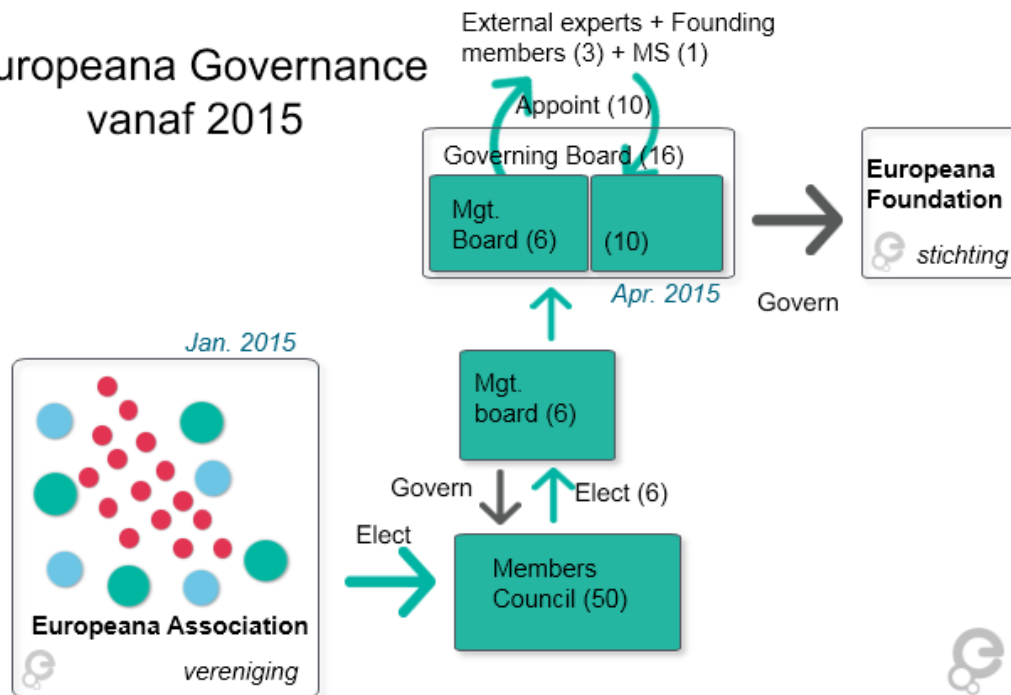 uropeana Governance
vanaf 2015
External experts + Founding
members (3) + MS (1)
Appoint (10)
Governing Board (16)
Mgt.
Board (6)
(10)
Apr. 2015
Govern
Europeana
Foundation
stichting
Jan. 2015
Mgt.
board (6)
Govern
Elect (6)
Elect
Members
Council (50)
Europeana Association
vereniging